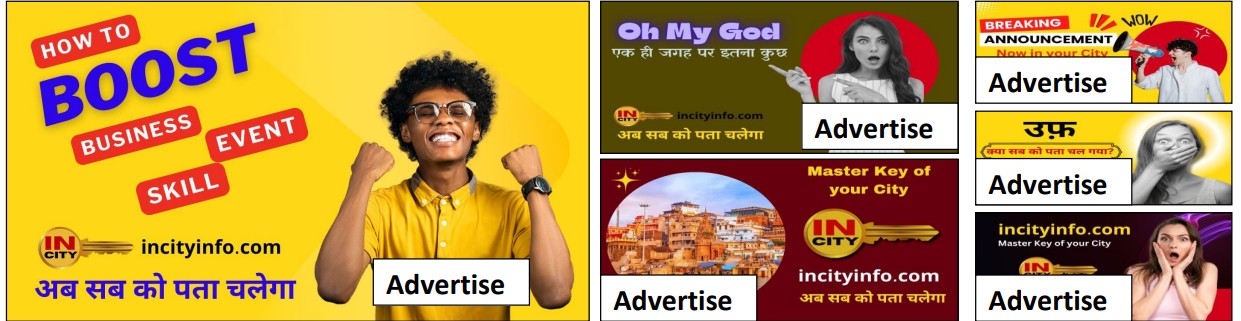 HOW TO
BOOST
BUSINESS
EVENT
SKILL
IN
CITY
incityinfo.com
अब सब को पता चलेगा
Advertise
Oh My God
एक ही जगह पर इतना कुछ
IN
CITY
incityinfo.com
अब सब को पता चलेगा
Advertise
Master Key of
your City
IN
CITY
incityinfo.com
अब सब को पता चलेगा
Advertise
BREAKING
WOW
ANNOUNCEMENT
Now in your City
Advertise
उफ़
क्या सब को पता चल गया?
Advertise
incityinfo.com
Master Key of your City
IN
Advertise